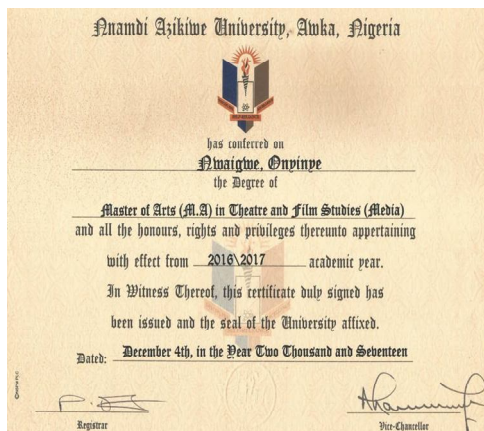 Nnamdi Azikiwe University, Awka, Nigeria
has conferred on
Nwaigwe, Onyinye
the Degree of
Master of Arts (M.A) in Theatre and Film Studies (Media)
and all the honours, rights and privileges thereunto appertaining
with effect from 2016\2017 academic year.
In Witness Thereof, this certificate duly signed has
been issued and the seal of the University affixed.
Dated: December 4th, in the Year Two Thousand and Seventeen
Registrar
Vice-Chancellor